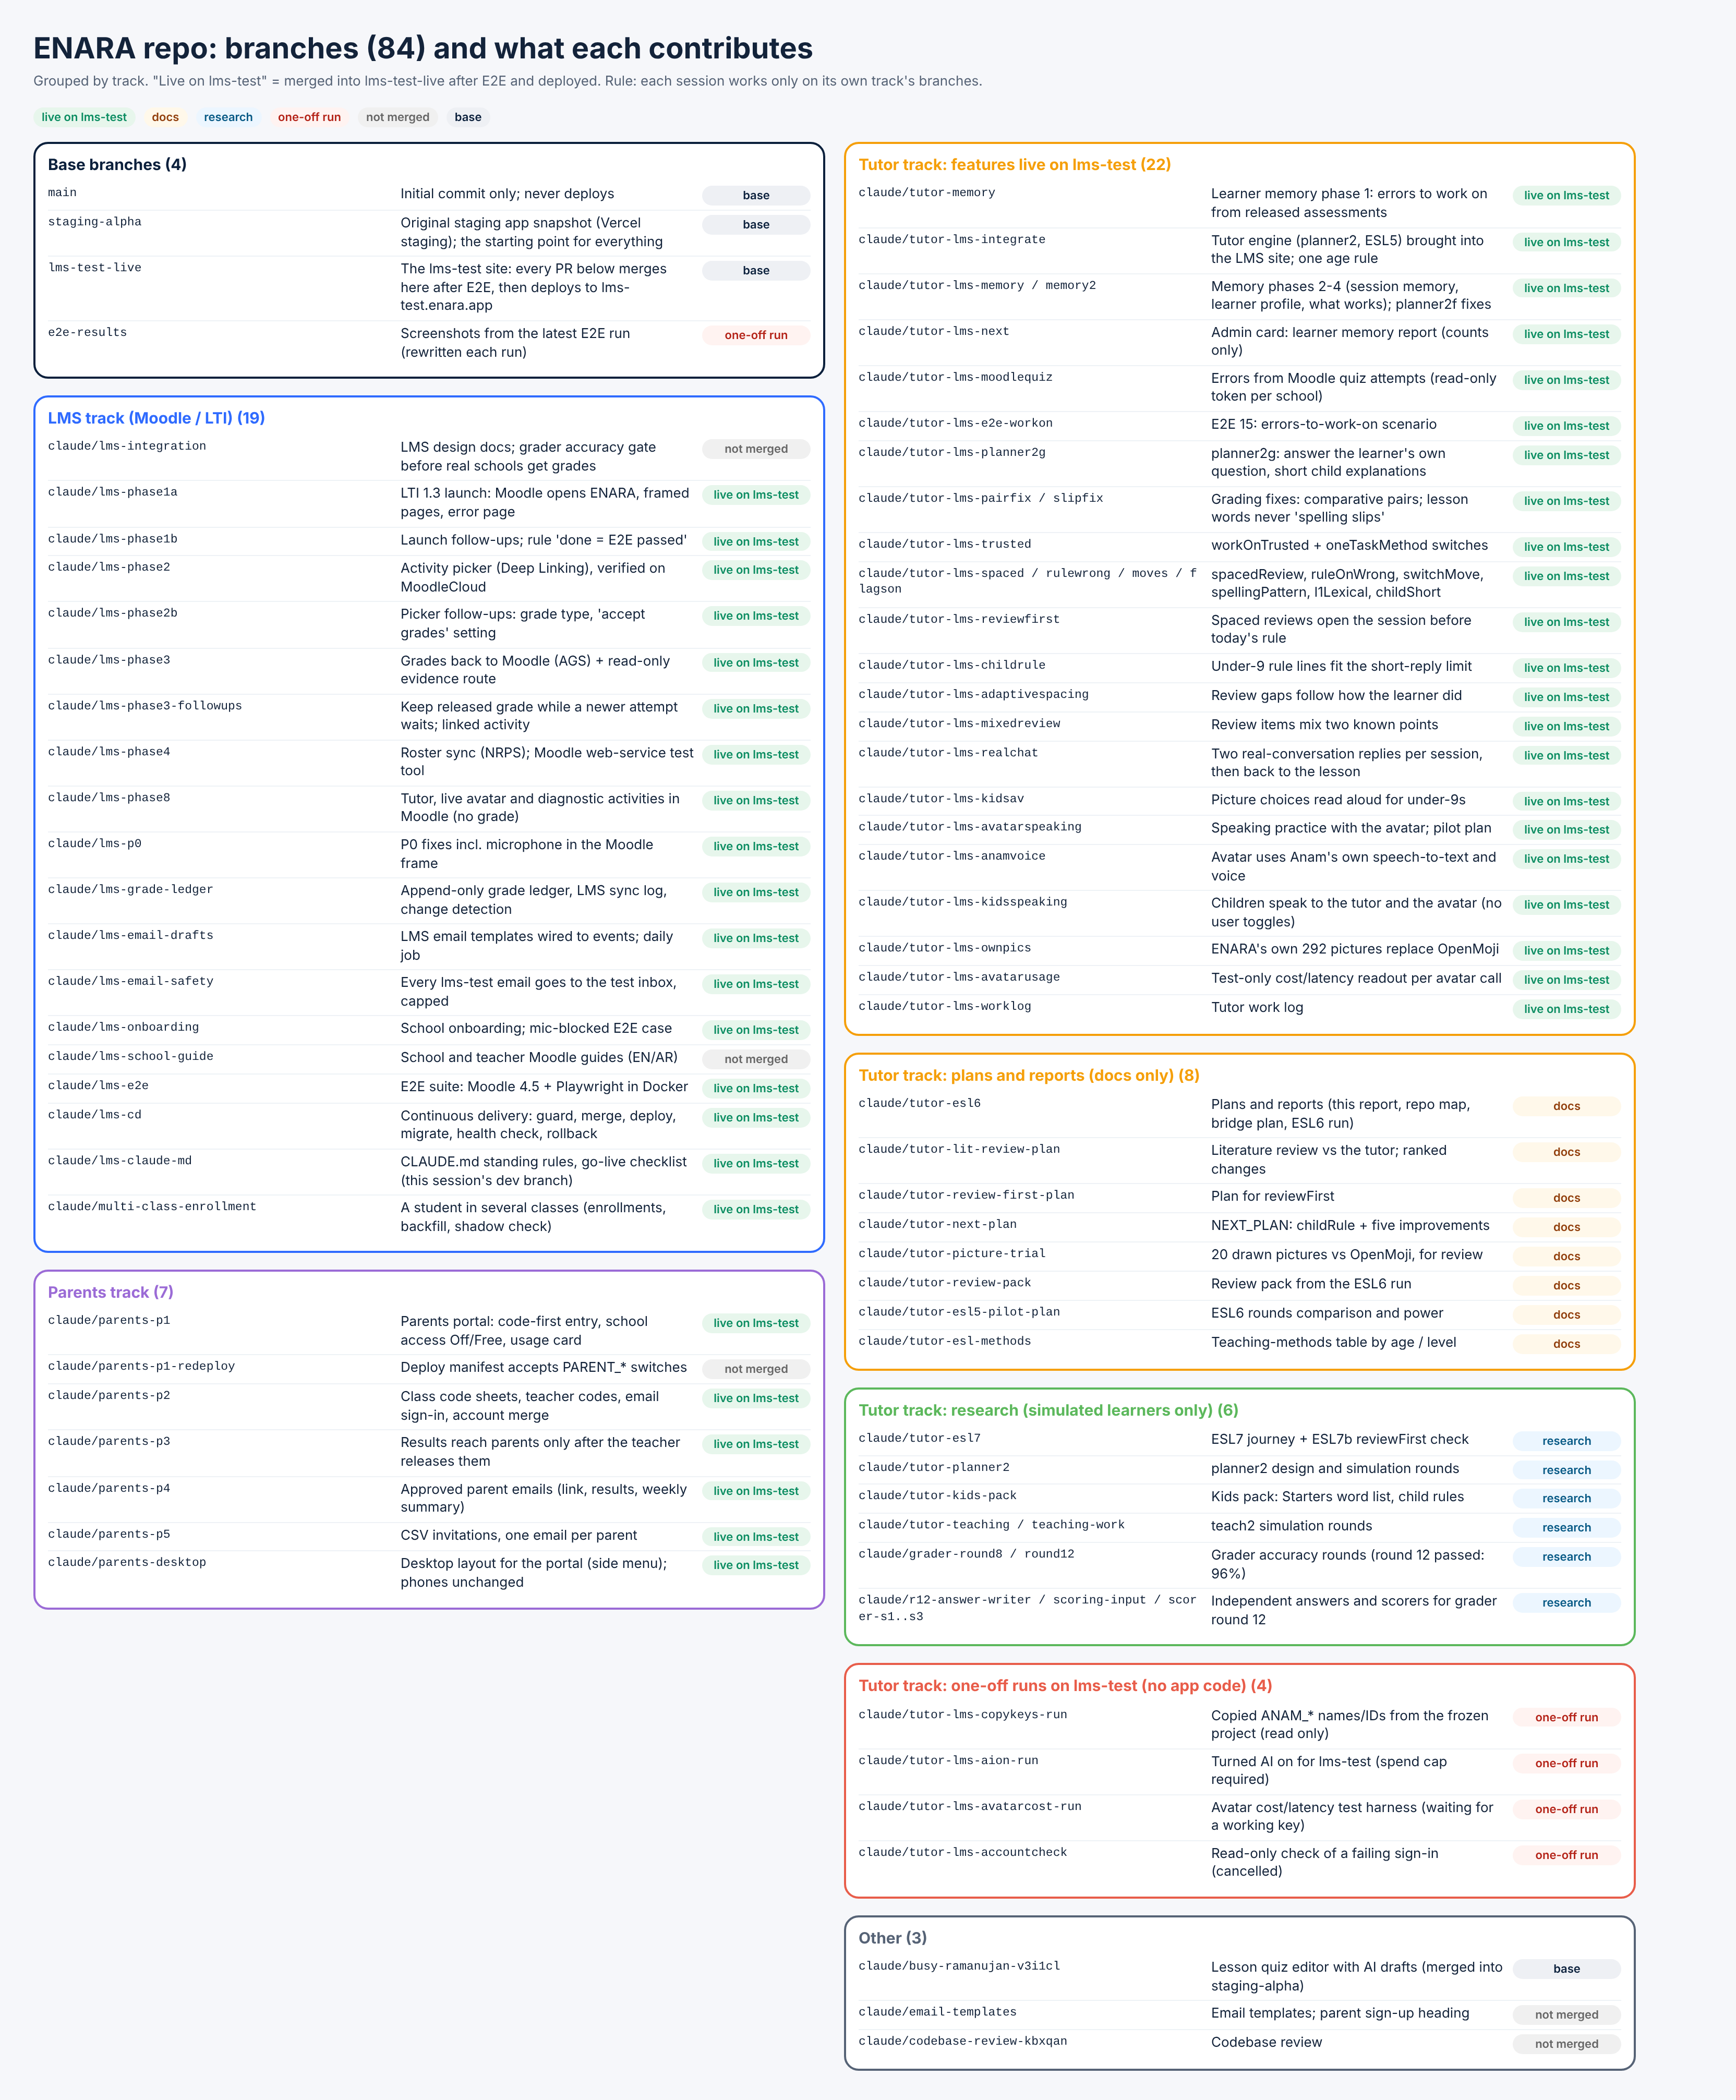 ENARA repo: branches (84) and what each contributes
Grouped by track. "Live on lms-test" = merged into lms-test-live after E2E and deployed. Rule: each session works only on its own track's branches.
live on lms-test docs research one-off run not merged base
Base branches (4)
main Initial commit only; never deploys base
staging-alpha Original staging app snapshot (Vercel base
staging); the starting point for everything
lms-test-live The lms-test site: every PR below merges base
here after E2E, then deploys to lms-
test.enara.app
e2e-results Screenshots from the latest E2E run one-off run
(rewritten each run)
LMS track (Moodle / LTI) (19)
claude/lms-integration LMS design docs; grader accuracy gate not merged
before real schools get grades
claude/lms-phase1a LTI 1.3 launch: Moodle opens ENARA, framed live on lms-test
pages, error page
claude/lms-phase1b Launch follow-ups; rule 'done = E2E passed' live on lms-test
claude/lms-phase2 Activity picker (Deep Linking), verified on live on lms-test
MoodleCloud
claude/lms-phase2b Picker follow-ups: grade type, 'accept live on lms-test
grades' setting
claude/lms-phase3 Grades back to Moodle (AGS) + read-only live on lms-test
evidence route
claude/lms-phase3-followups Keep released grade while a newer attempt live on lms-test
waits; linked activity
claude/lms-phase4 Roster sync (NRPS); Moodle web-service test live on lms-test
tool
claude/lms-phase8 Tutor, live avatar and diagnostic activities in live on lms-test
Moodle (no grade)
claude/lms-p0 P0 fixes incl. microphone in the Moodle live on lms-test
frame
claude/lms-grade-ledger Append-only grade ledger, LMS sync log, live on lms-test
change detection
claude/lms-email-drafts LMS email templates wired to events; daily live on lms-test
job
claude/lms-email-safety Every lms-test email goes to the test inbox, live on lms-test
capped
claude/lms-onboarding School onboarding; mic-blocked E2E case live on lms-test
claude/lms-school-guide School and teacher Moodle guides (EN/AR) not merged
claude/lms-e2e E2E suite: Moodle 4.5 + Playwright in Docker live on lms-test
claude/lms-cd Continuous delivery: guard, merge, deploy, live on lms-test
migrate, health check, rollback
claude/lms-claude-md CLAUDE.md standing rules, go-live checklist live on lms-test
(this session's dev branch)
claude/multi-class-enrollment A student in several classes (enrollments, live on lms-test
backfill, shadow check)
Parents track (7)
claude/parents-p1 Parents portal: code-first entry, school live on lms-test
access Off/Free, usage card
claude/parents-p1-redeploy Deploy manifest accepts PARENT_* switches not merged
claude/parents-p2 Class code sheets, teacher codes, email live on lms-test
sign-in, account merge
claude/parents-p3 Results reach parents only after the teacher live on lms-test
releases them
claude/parents-p4 Approved parent emails (link, results, weekly live on lms-test
summary)
claude/parents-p5 CSV invitations, one email per parent live on lms-test
claude/parents-desktop Desktop layout for the portal (side menu); live on lms-test
phones unchanged
Tutor track: features live on lms-test (22)
claude/tutor-memory Learner memory phase 1: errors to work on live on lms-test
from released assessments
claude/tutor-lms-integrate Tutor engine (planner2, ESL5) brought into live on lms-test
the LMS site; one age rule
claude/tutor-lms-memory / memory2 Memory phases 2-4 (session memory, live on lms-test
learner profile, what works); planner2f fixes
claude/tutor-lms-next Admin card: learner memory report (counts live on lms-test
only)
claude/tutor-lms-moodlequiz Errors from Moodle quiz attempts (read-only live on lms-test
token per school)
claude/tutor-lms-e2e-workon E2E 15: errors-to-work-on scenario live on lms-test
claude/tutor-lms-planner2g planner2g: answer the learner's own live on lms-test
question, short child explanations
claude/tutor-lms-pairfix / slipfix Grading fixes: comparative pairs; lesson live on lms-test
words never 'spelling slips'
claude/tutor-lms-trusted workOnTrusted + oneTaskMethod switches live on lms-test
claude/tutor-lms-spaced / rulewrong / moves / f spacedReview, ruleOnWrong, switchMove, live on lms-test
lagson spellingPattern, l1Lexical, childShort
claude/tutor-lms-reviewfirst Spaced reviews open the session before live on lms-test
today's rule
claude/tutor-lms-childrule Under-9 rule lines fit the short-reply limit live on lms-test
claude/tutor-lms-adaptivespacing Review gaps follow how the learner did live on lms-test
claude/tutor-lms-mixedreview Review items mix two known points live on lms-test
claude/tutor-lms-realchat Two real-conversation replies per session, live on lms-test
then back to the lesson
claude/tutor-lms-kidsav Picture choices read aloud for under-9s live on lms-test
claude/tutor-lms-avatarspeaking Speaking practice with the avatar; pilot plan live on lms-test
claude/tutor-lms-anamvoice Avatar uses Anam's own speech-to-text and live on lms-test
voice
claude/tutor-lms-kidsspeaking Children speak to the tutor and the avatar (no live on lms-test
user toggles)
claude/tutor-lms-ownpics ENARA's own 292 pictures replace OpenMoji live on lms-test
claude/tutor-lms-avatarusage Test-only cost/latency readout per avatar call live on lms-test
claude/tutor-lms-worklog Tutor work log live on lms-test
Tutor track: plans and reports (docs only) (8)
claude/tutor-esl6 Plans and reports (this report, repo map, docs
bridge plan, ESL6 run)
claude/tutor-lit-review-plan Literature review vs the tutor; ranked docs
changes
claude/tutor-review-first-plan Plan for reviewFirst docs
claude/tutor-next-plan NEXT_PLAN: childRule + five improvements docs
claude/tutor-picture-trial 20 drawn pictures vs OpenMoji, for review docs
claude/tutor-review-pack Review pack from the ESL6 run docs
claude/tutor-esl5-pilot-plan ESL6 rounds comparison and power docs
claude/tutor-esl-methods Teaching-methods table by age / level docs
Tutor track: research (simulated learners only) (6)
claude/tutor-esl7 ESL7 journey + ESL7b reviewFirst check research
claude/tutor-planner2 planner2 design and simulation rounds research
claude/tutor-kids-pack Kids pack: Starters word list, child rules research
claude/tutor-teaching / teaching-work teach2 simulation rounds research
claude/grader-round8 / round12 Grader accuracy rounds (round 12 passed: research
96%)
claude/r12-answer-writer / scoring-input / scor Independent answers and scorers for grader research
er-s1..s3 round 12
Tutor track: one-off runs on lms-test (no app code) (4)
claude/tutor-lms-copykeys-run Copied ANAM_* names/IDs from the frozen one-off run
project (read only)
claude/tutor-lms-aion-run Turned AI on for lms-test (spend cap one-off run
required)
claude/tutor-lms-avatarcost-run Avatar cost/latency test harness (waiting for one-off run
a working key)
claude/tutor-lms-accountcheck Read-only check of a failing sign-in one-off run
(cancelled)
Other (3)
claude/busy-ramanujan-v3i1cl Lesson quiz editor with AI drafts (merged into base
staging-alpha)
claude/email-templates Email templates; parent sign-up heading not merged
claude/codebase-review-kbxqan Codebase review not merged